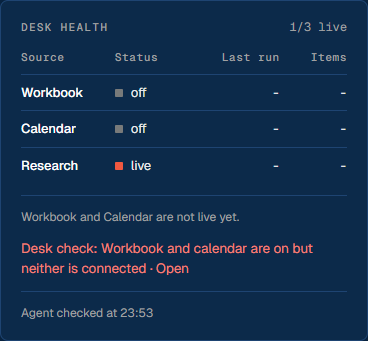 DESK HEALTH 1/3 live
Source Status Last run Items
Workbook off - -
Calendar off - -
Research live - -
Workbook and Calendar are not live yet.
Desk check: Workbook and calendar are on but
neither is connected · Open
Agent checked at 23:53